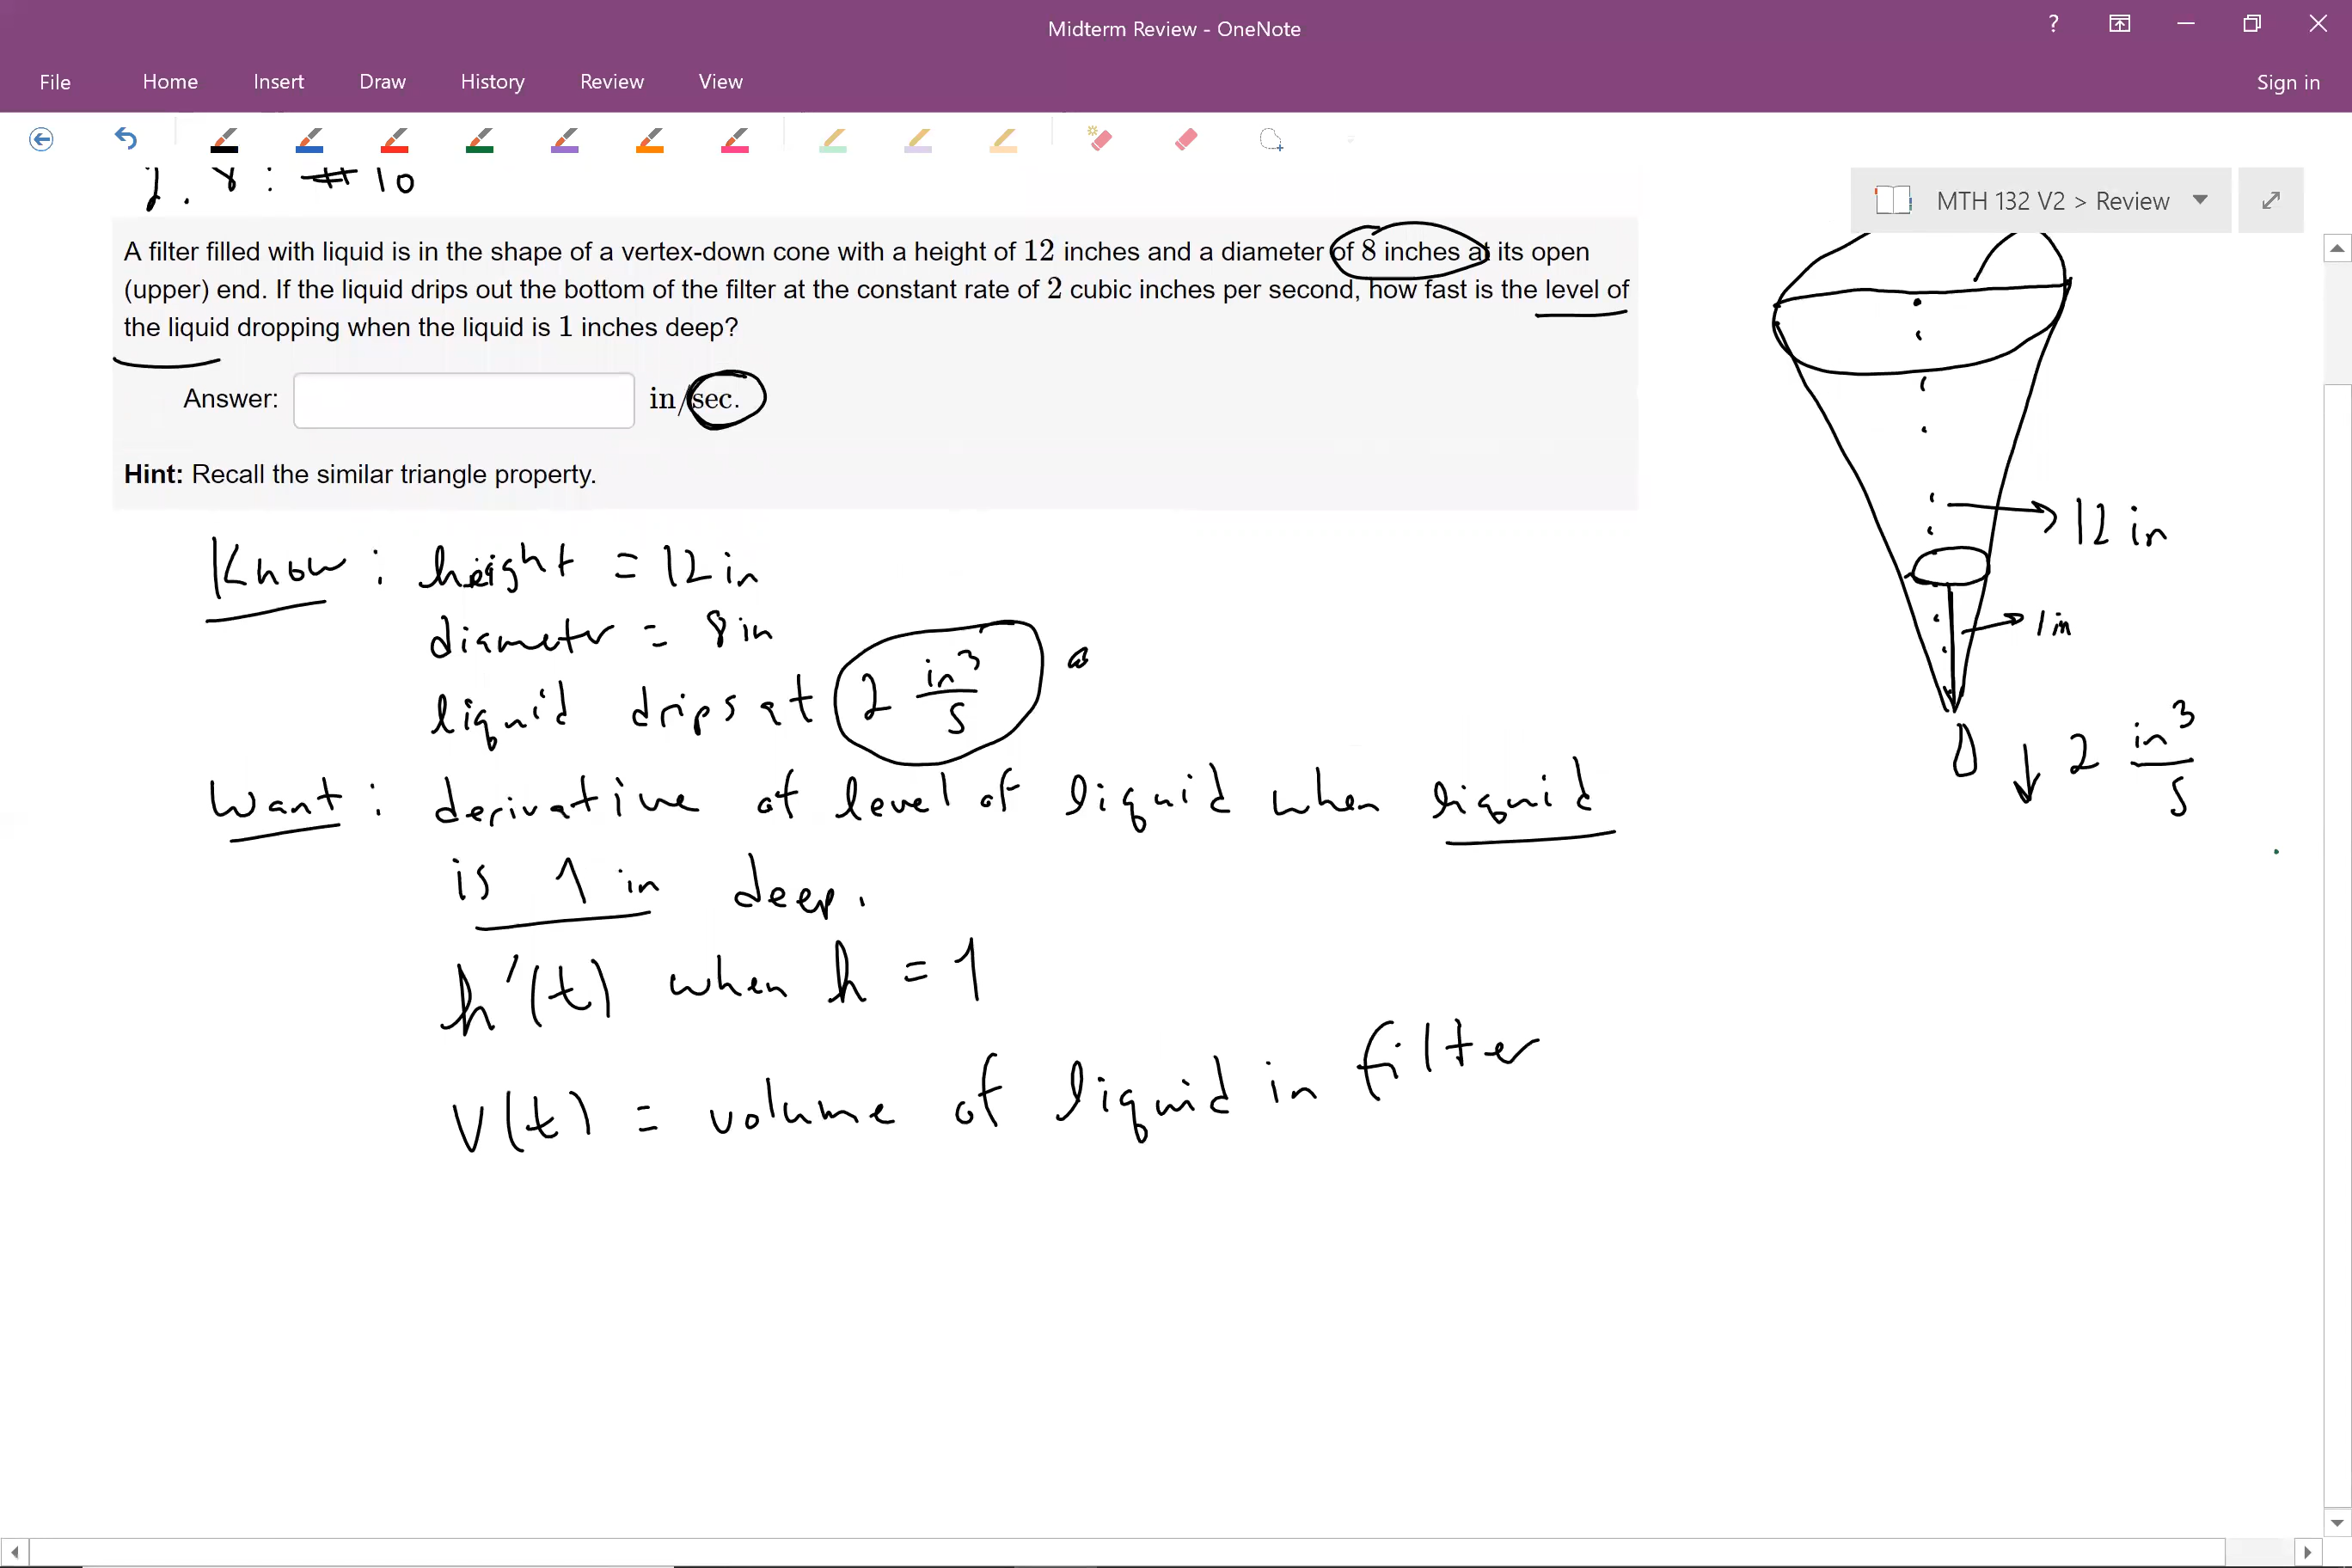 Midterm Review - OneNote
?
File Home Insert Draw History Review View
Sign in
MTH 132 V2 > Review
: #10
A filter filled with liquid is in the shape of a vertex-down cone with a height of 12 inches and a diameter of 8 inches at its open
(upper) end. If the liquid drips out the bottom of the filter at the constant rate of 2 cubic inches per second, how fast is the level of
the liquid dropping when the liquid is 1 inches deep?
Answer: in/sec.
Hint: Recall the similar triangle property.
Know: height = 12 in
diameter = 8 in
liquid drips at 2 in³/s
Want: derivative of level of liquid when liquid
is 1 in deep.
h'(t) when h = 1
V(t) = volume of liquid in filter
12 in
1 in
2 in³/s